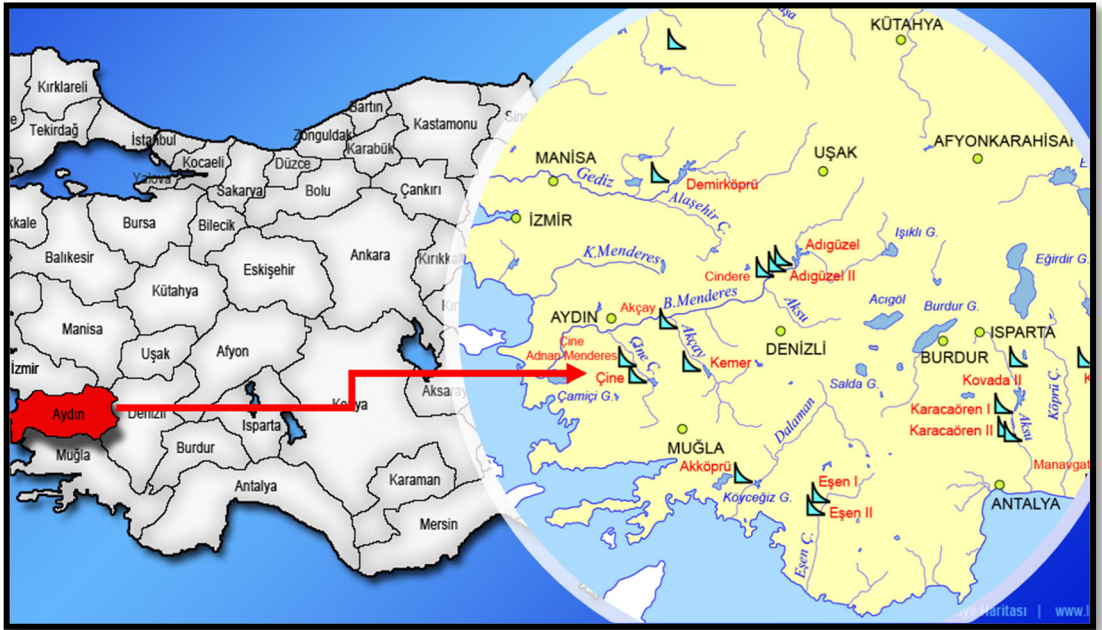 Kırklareli
Tekirdağ
İstanbul
Yalova
Kocaeli
Sakarya
Düzce
Bolu
Zonguldak
Bartın
Karabük
Kastamonu
Çankırı
Bursa
Bilecik
Balıkesir
Eskişehir
Ankara
Kütahya
Manisa
Uşak
Afyon
İzmir
Aydın
Denizli
Isparta
Konya
Aksaray
Muğla
Burdur
Antalya
Karaman
Mersin
KÜTAHYA
MANİSA
Gediz
Demirköprü
Alaşehir Ç.
UŞAK
AFYONKARAHİSAR
İZMİR
K.Menderes
Adıgüzel
Cindere
Adıgüzel II
Işıklı G.
Eğirdir G.
B.Menderes
Aksu
Acıgöl
Burdur G.
AYDIN
Akçay
DENİZLİ
ISPARTA
BURDUR
Çine
Adnan Menderes
Çine Ç.
Akçay
Kemer
Çine
Çamiçi G.
Salda G.
Kovada II
Karacaören I
Karacaören II
Aksu
Köprü Ç.
Dalaman
MUĞLA
Akköprü
Köyceğiz G.
Eşen I
Eşen II
Eşen Ç.
Manavgat
ANTALYA
Haritası | www.